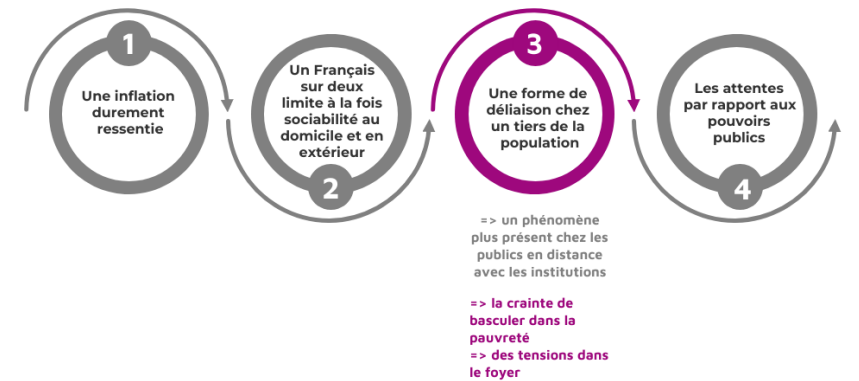 1
Une inflation
durement
ressentie
Un Français
sur deux
limite à la fois
sociabilité au
domicile et en
extérieur
2
3
Une forme de
déliaison chez
un tiers de la
population
Les attentes
par rapport aux
pouvoirs
publics
4
=> un phénomène
plus présent chez les
publics en distance
avec les institutions
=> la crainte de
basculer dans la
pauvreté
=> des tensions dans
le foyer